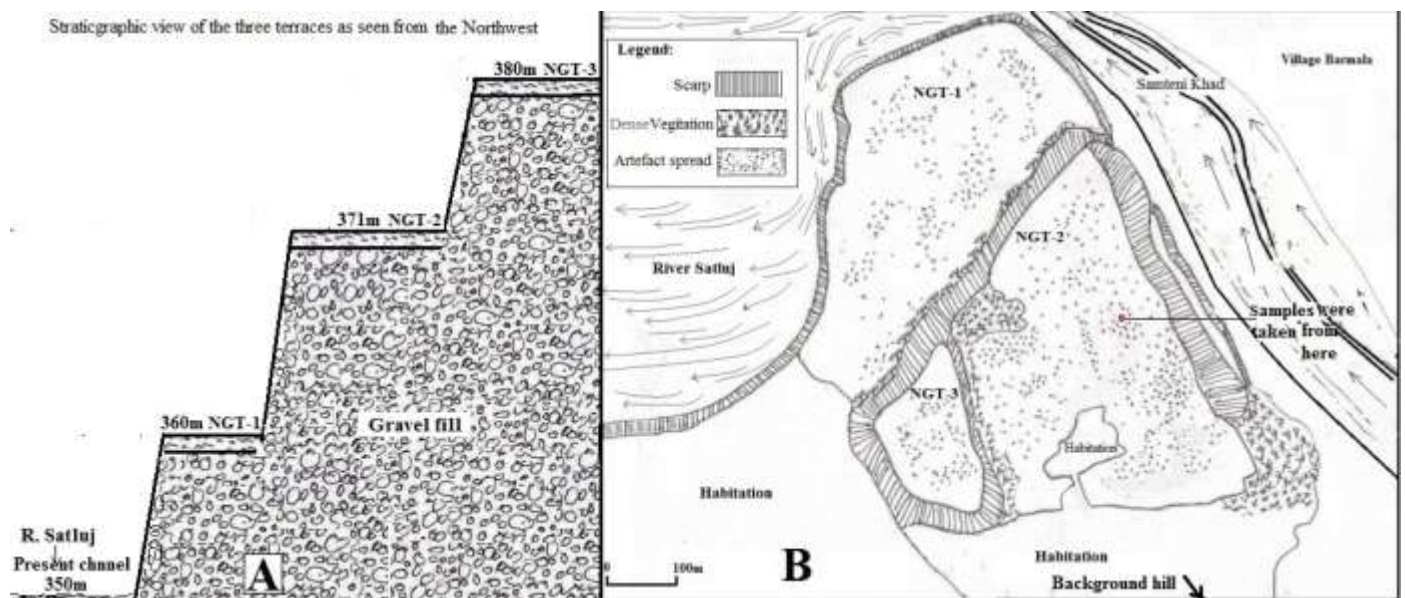 Straticgraphic view of the three terraces as seen from the Northwest
380m NGT-3
371m NGT-2
360m NGT-1
Gravel fill
R. Satluj
Present chnnel
350m
A
Legend:
Scarp
Dense Vegitation
Artefact spread
NGT-1
Samteni Khad
Village Barmala
NGT-2
River Satluj
Samples were
taken from
here
NGT-3
Habitation
Habitation
Habitation
Background hill
0 100m
B